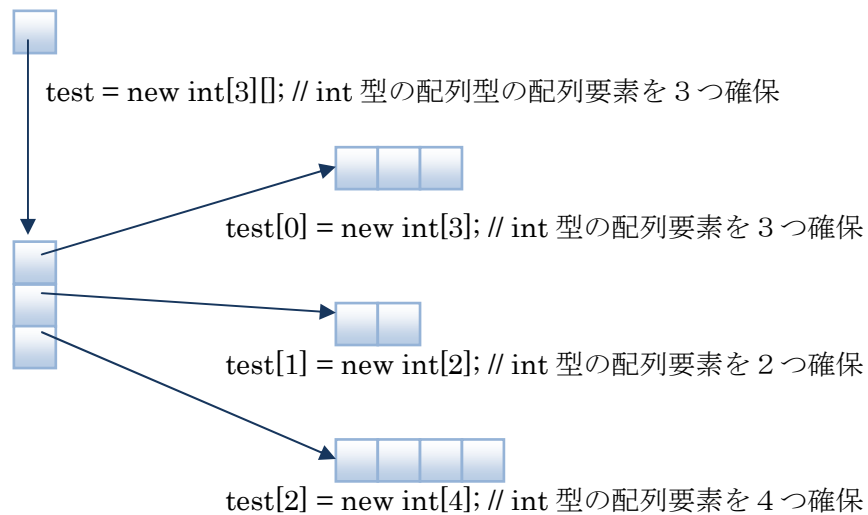 test = new int[3][]; // int 型の配列型の配列要素を３つ確保
test[0] = new int[3]; // int 型の配列要素を３つ確保
test[1] = new int[2]; // int 型の配列要素を２つ確保
test[2] = new int[4]; // int 型の配列要素を４つ確保